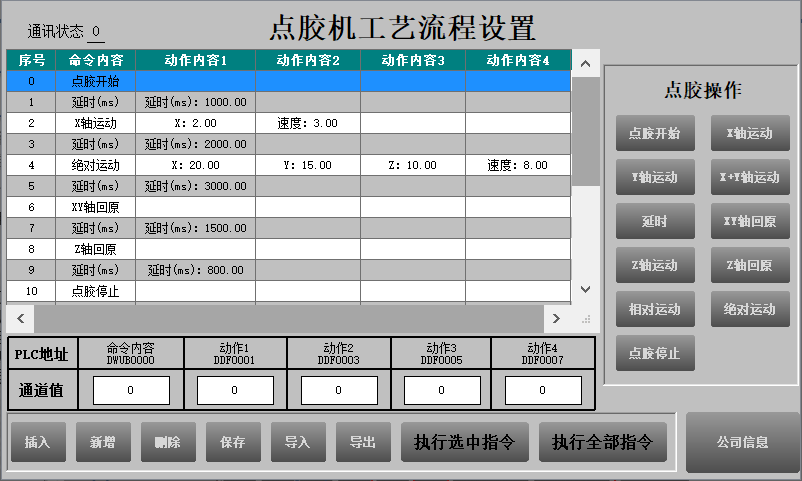 点胶机工艺流程设置
通讯状态 0
序号 命令内容 动作内容1 动作内容2 动作内容3 动作内容4
0 点胶开始
1 延时(ms) 延时(ms): 1000.00
2 X轴运动 X: 2.00 速度: 3.00
3 延时(ms) 延时(ms): 2000.00
4 绝对运动 X: 20.00 Y: 15.00 Z: 10.00 速度: 8.00
5 延时(ms) 延时(ms): 3000.00
6 XY轴回原
7 延时(ms) 延时(ms): 1500.00
8 Z轴回原
9 延时(ms) 延时(ms): 800.00
10 点胶停止
点胶操作
点胶开始 X轴运动
Y轴运动 X+Y轴运动
延时 XY轴回原
Z轴运动 Z轴回原
相对运动 绝对运动
点胶停止
PLC地址 命令内容 动作1 动作2 动作3 动作4
DWUB0000 DDF0001 DDF0003 DDF0005 DDF0007
通道值 0 0 0 0 0
插入 新增 删除 保存 导入 导出 执行选中指令 执行全部指令 公司信息